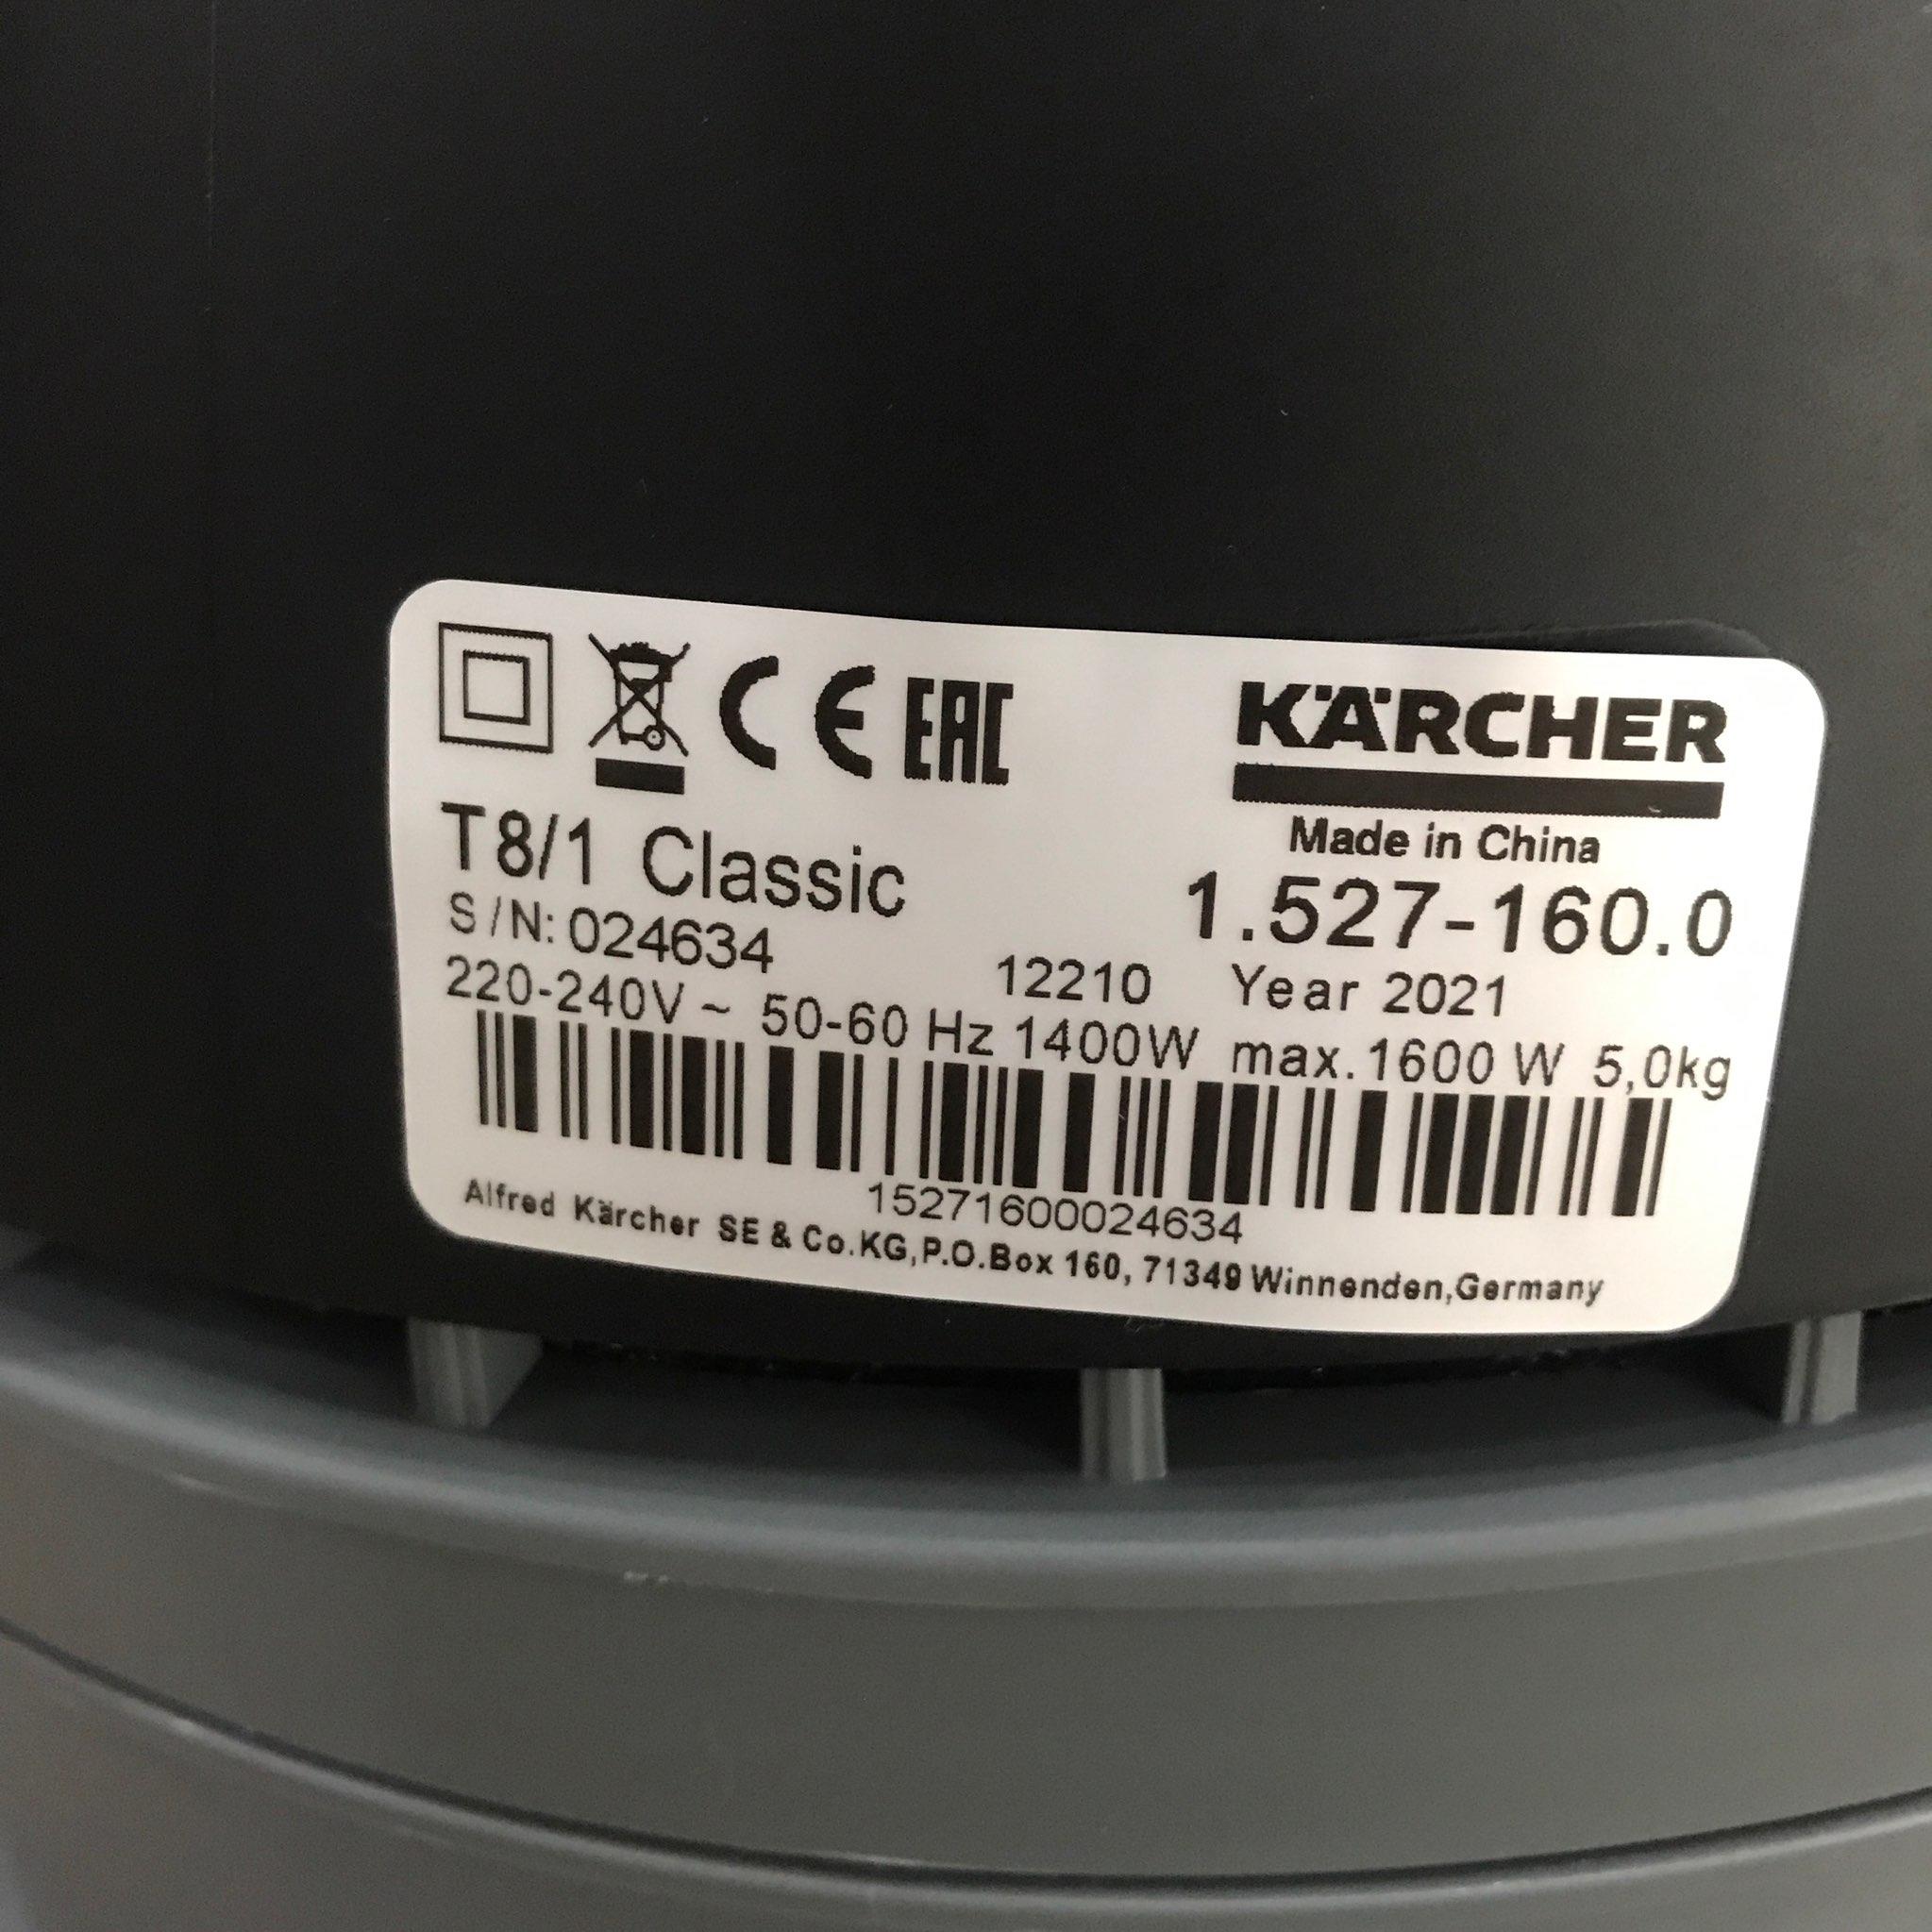 CE EAC
KÄRCHER
Made in China
T8/1 Classic
1.527-160.0
S/N: 024634
12210 Year 2021
220-240V ~ 50-60 Hz 1400W max.1600 W 5,0kg
15271600024634
Alfred Kärcher SE & Co.KG,P.O.Box 160, 71349 Winnenden,Germany